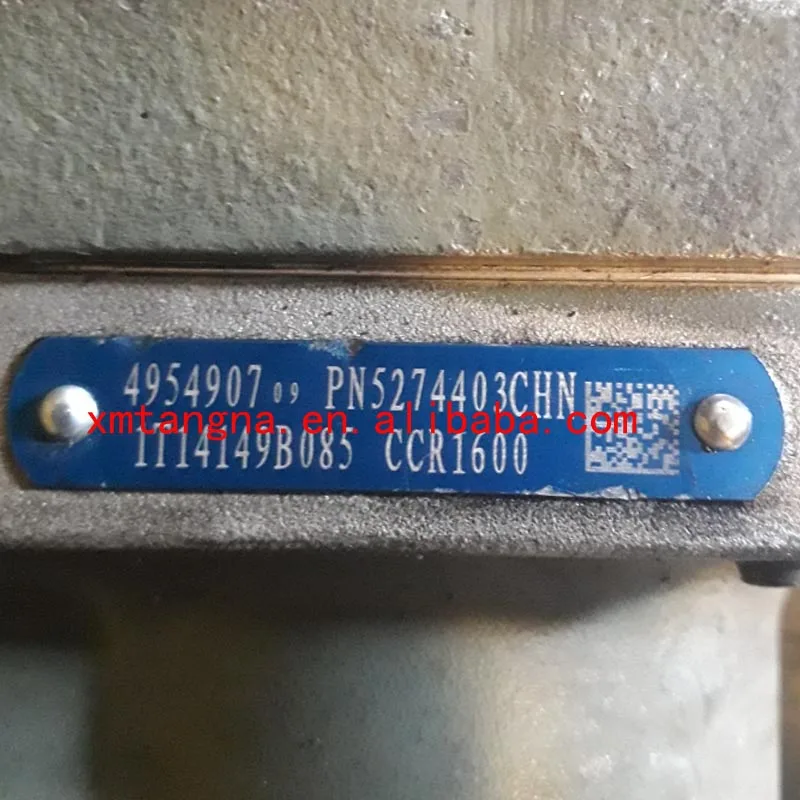 4954907 09 PN5274403CHN
xmtangna.en.alibaba.com
1114149B085 CCR1600